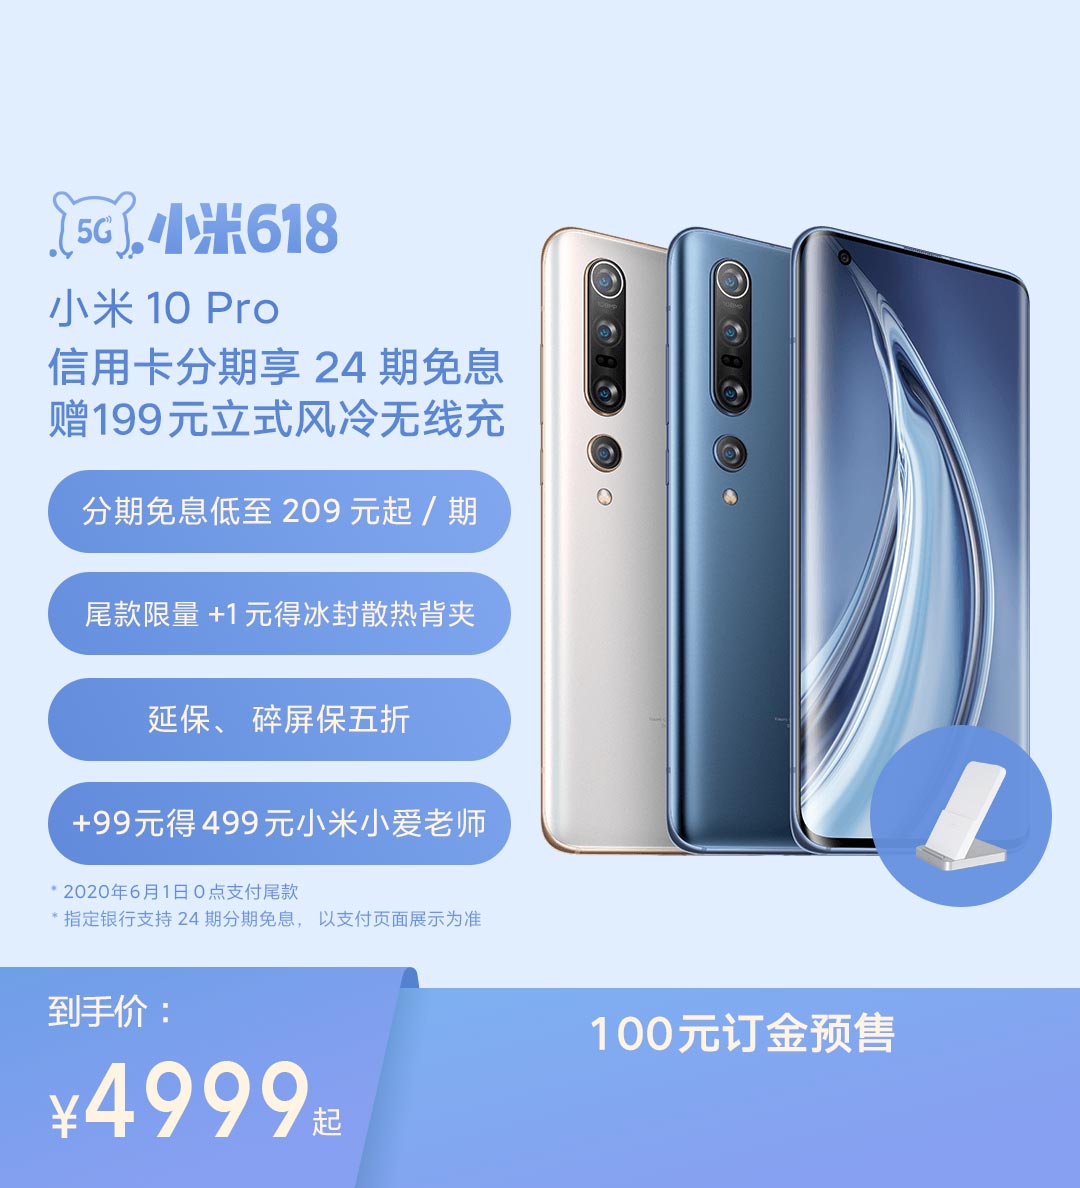 5G
小米618
小米 10 Pro
信用卡分期享 24 期免息
赠199元立式风冷无线充
分期免息低至 209 元起 / 期
尾款限量 +1 元得冰封散热背夹
延保、 碎屏保五折
+99元得499元小米小爱老师
* 2020年6月1日0点支付尾款
* 指定银行支持 24 期分期免息， 以支付页面展示为准
到手价：
100元订金预售
¥4999起